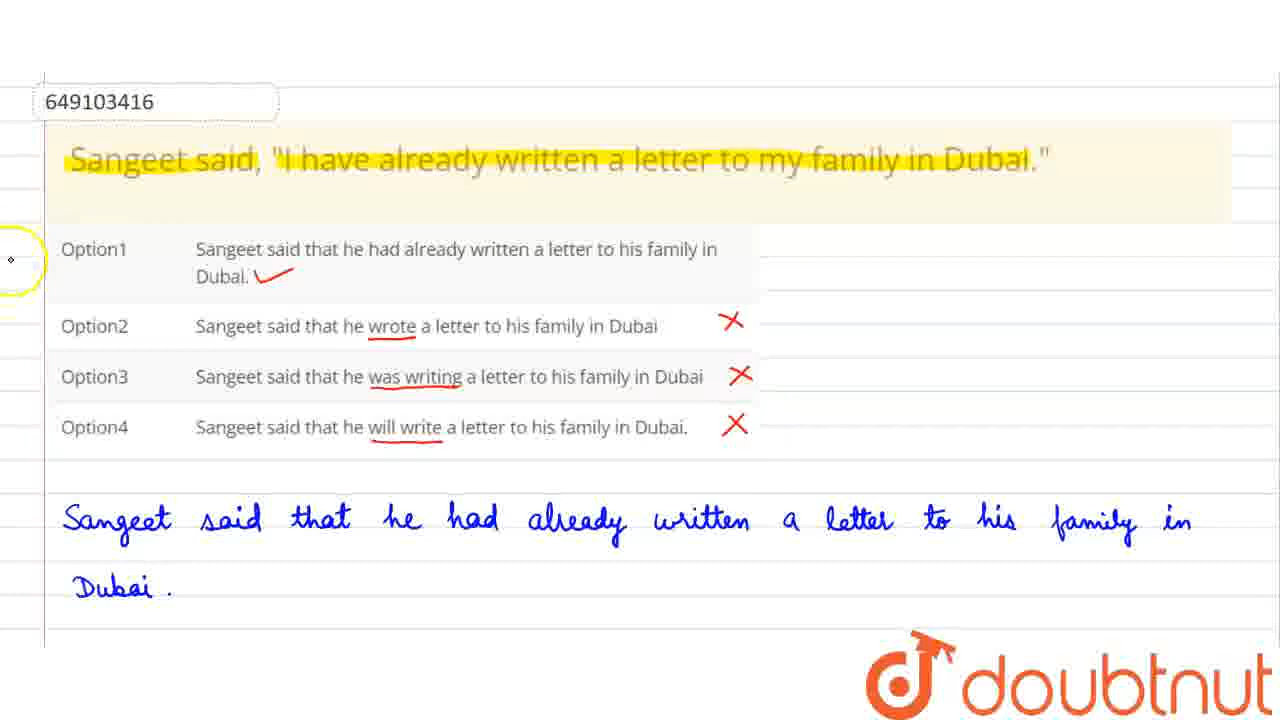 649103416
Sangeet said, "I have already written a letter to my family in Dubai."
Option1 Sangeet said that he had already written a letter to his family in
Dubai.
Option2 Sangeet said that he wrote a letter to his family in Dubai
Option3 Sangeet said that he was writing a letter to his family in Dubai
Option4 Sangeet said that he will write a letter to his family in Dubai.
Sangeet said that he had already written a letter to his family in
Dubai.
doubtnut